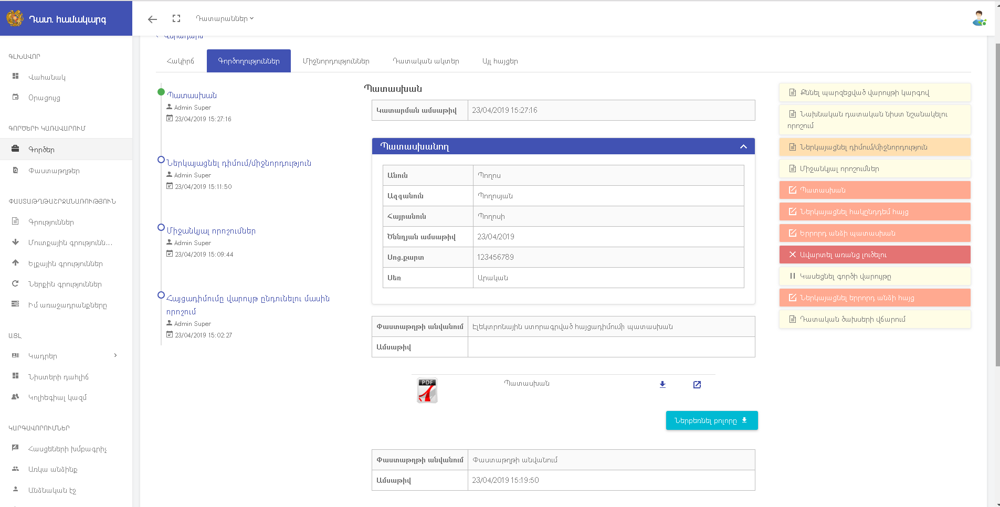 Դատ. համակարգ
Դատարաններ
ԳԼԽԱՎՈՐ
Վահանակ
Օրացույց
ԳՈՐԾԵՐԻ ԿԱՌԱՎԱՐՈՒՄ
Գործեր
Փաստաթղթեր
ՓԱՍՏԱԹՂԹԱՇՐՋԱՆԱՌՈՒԹՅՈՒՆ
Գրություններ
Մուտքային գրությունն...
Ելքային գրություններ
Ներքին գրություններ
Իմ առաջադրանքները
ԱՅԼ
Կադրեր
Նիստերի դահլիճ
Կոլիեգիալ կազմ
ԿԱՐԳԱՎՈՐՈՒՄՆԵՐ
Հասցեների խմբագրիչ
Առկա անձինք
Անձնական էջ
Վերադառն
Հակիրճ
Գործողություններ
Միջնորդություններ
Դատական ակտեր
Այլ հայցեր
Պատասխան
Admin Super
23/04/2019 15:27:16
Ներկայացնել դիմում/միջնորդություն
Admin Super
23/04/2019 15:11:50
Միջանկյալ որոշումներ
Admin Super
23/04/2019 15:09:44
Հայցադիմումը վարույթ ընդունելու մասին
որոշում
Admin Super
23/04/2019 15:02:27
Պատասխան
Կատարման ամսաթիվ 23/04/2019 15:27:16
Պատասխանող
Անուն Պողոս
Ազգանուն Պողոսյան
Հայրանուն Պողոսի
Ծննդյան ամսաթիվ 23/04/2019
Սոց.քարտ 123456789
Սեռ Արական
Փաստաթղթի անվանում Էլեկտրոնային ստորագրված հայցադիմումի պատասխան
Ամսաթիվ
PDF Պատասխան
Ներբեռնել բոլորը
Փաստաթղթի անվանում Փաստաթղթի անվանում
Ամսաթիվ 23/04/2019 15:19:50
Քննել պարզեցված վարույթի կարգով
Նախնական դատական նիստ նշանակելու
որոշում
Ներկայացնել դիմում/միջնորդություն
Միջանկյալ որոշումներ
Պատասխան
Ներկայացնել հակընդդեմ հայց
Երրորդ անձի պատասխան
Ավարտել առանց լուծելու
Կասեցնել գործի վարույթը
Ներկայացնել երրորդ անձի հայց
Դատական ծախսերի վճարում